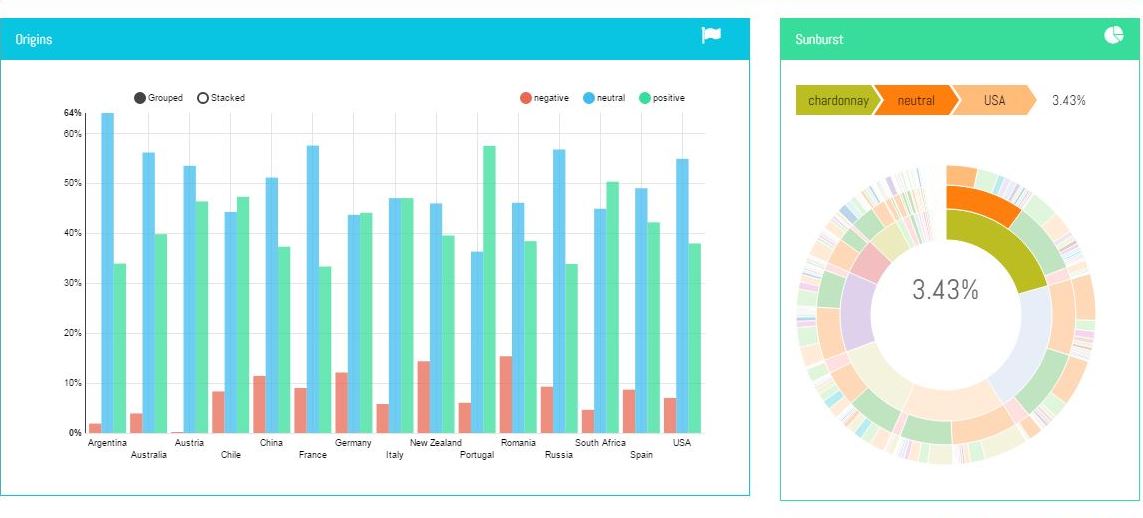 Origins
Grouped Stacked negative neutral positive
64%
60%
50%
40%
30%
20%
10%
0%
Argentina Austria China Germany New Zealand Romania South Africa USA
Australia Chile France Italy Portugal Russia Spain
Sunburst
chardonnay neutral USA 3.43%
3.43%